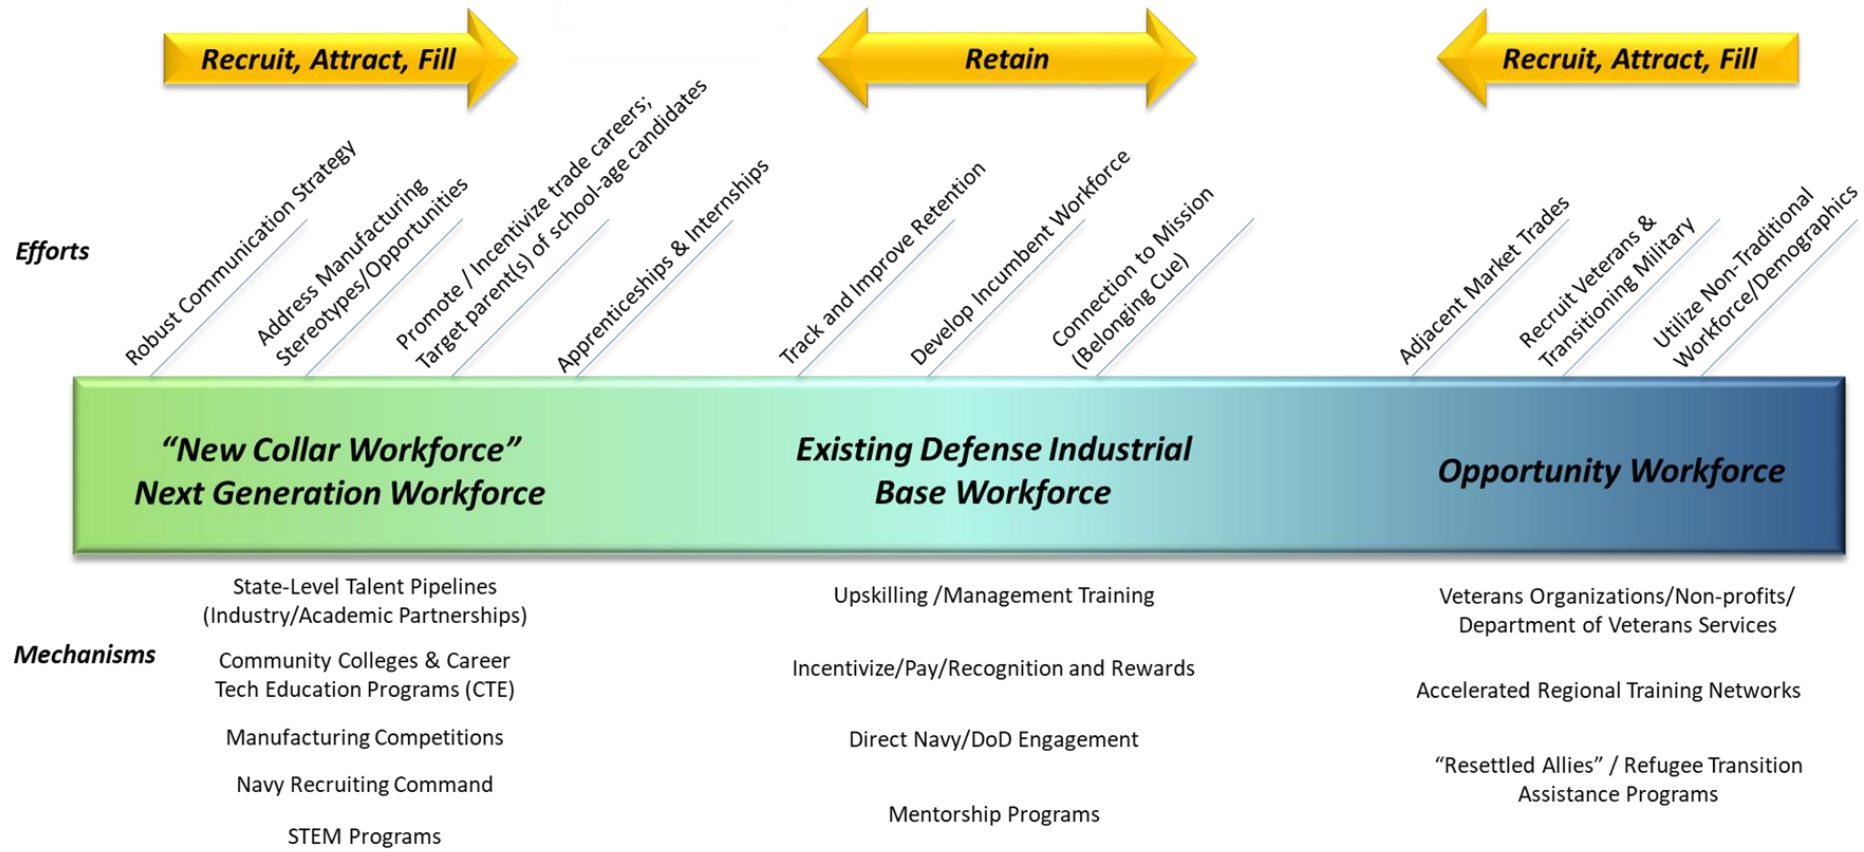 Recruit, Attract, Fill
Retain
Recruit, Attract, Fill
Efforts
Robust Communication Strategy
Address Manufacturing
Stereotypes/Opportunities
Promote / Incentivize trade careers;
Target parent(s) of school-age candidates
Apprenticeships & Internships
Track and Improve Retention
Develop Incumbent Workforce
Connection to Mission
(Belonging Cue)
Adjacent Market Trades
Recruit Veterans &
Transitioning Military
Utilize Non-Traditional
Workforce/Demographics
“New Collar Workforce”
Next Generation Workforce
Existing Defense Industrial
Base Workforce
Opportunity Workforce
Mechanisms
State-Level Talent Pipelines
(Industry/Academic Partnerships)
Community Colleges & Career
Tech Education Programs (CTE)
Manufacturing Competitions
Navy Recruiting Command
STEM Programs
Upskilling /Management Training
Incentivize/Pay/Recognition and Rewards
Direct Navy/DoD Engagement
Mentorship Programs
Veterans Organizations/Non-profits/
Department of Veterans Services
Accelerated Regional Training Networks
“Resettled Allies” / Refugee Transition
Assistance Programs